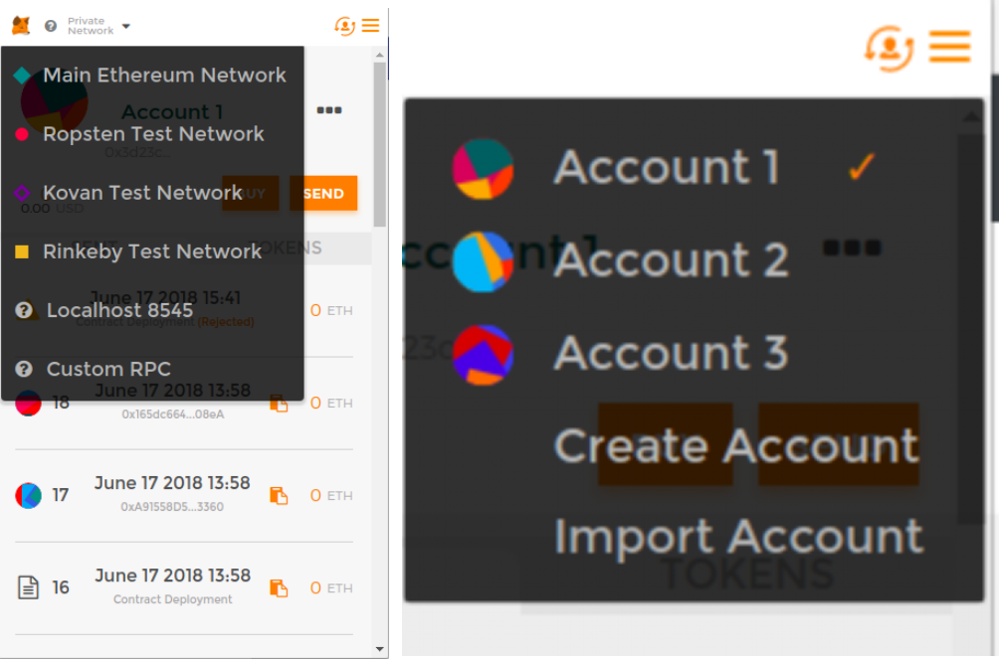 Private
Network
Main Ethereum Network
Account 1
Ropsten Test Network
0x3d23c...
Kovan Test Network
BUY
SEND
0.00 USD
Rinkeby Test Network
SENT
TOKENS
June 17 2018 15:41
Localhost 8545
Contract Deployment (Rejected)
0 ETH
Custom RPC
18
June 17 2018 13:58
0x165dc664...08eA
0 ETH
17
June 17 2018 13:58
0xA91558D5...3360
0 ETH
16
June 17 2018 13:58
Contract Deployment
0 ETH
Account 1
Account 2
ccount 1
23c
Account 3
Create Account
Import Account
TOKENS